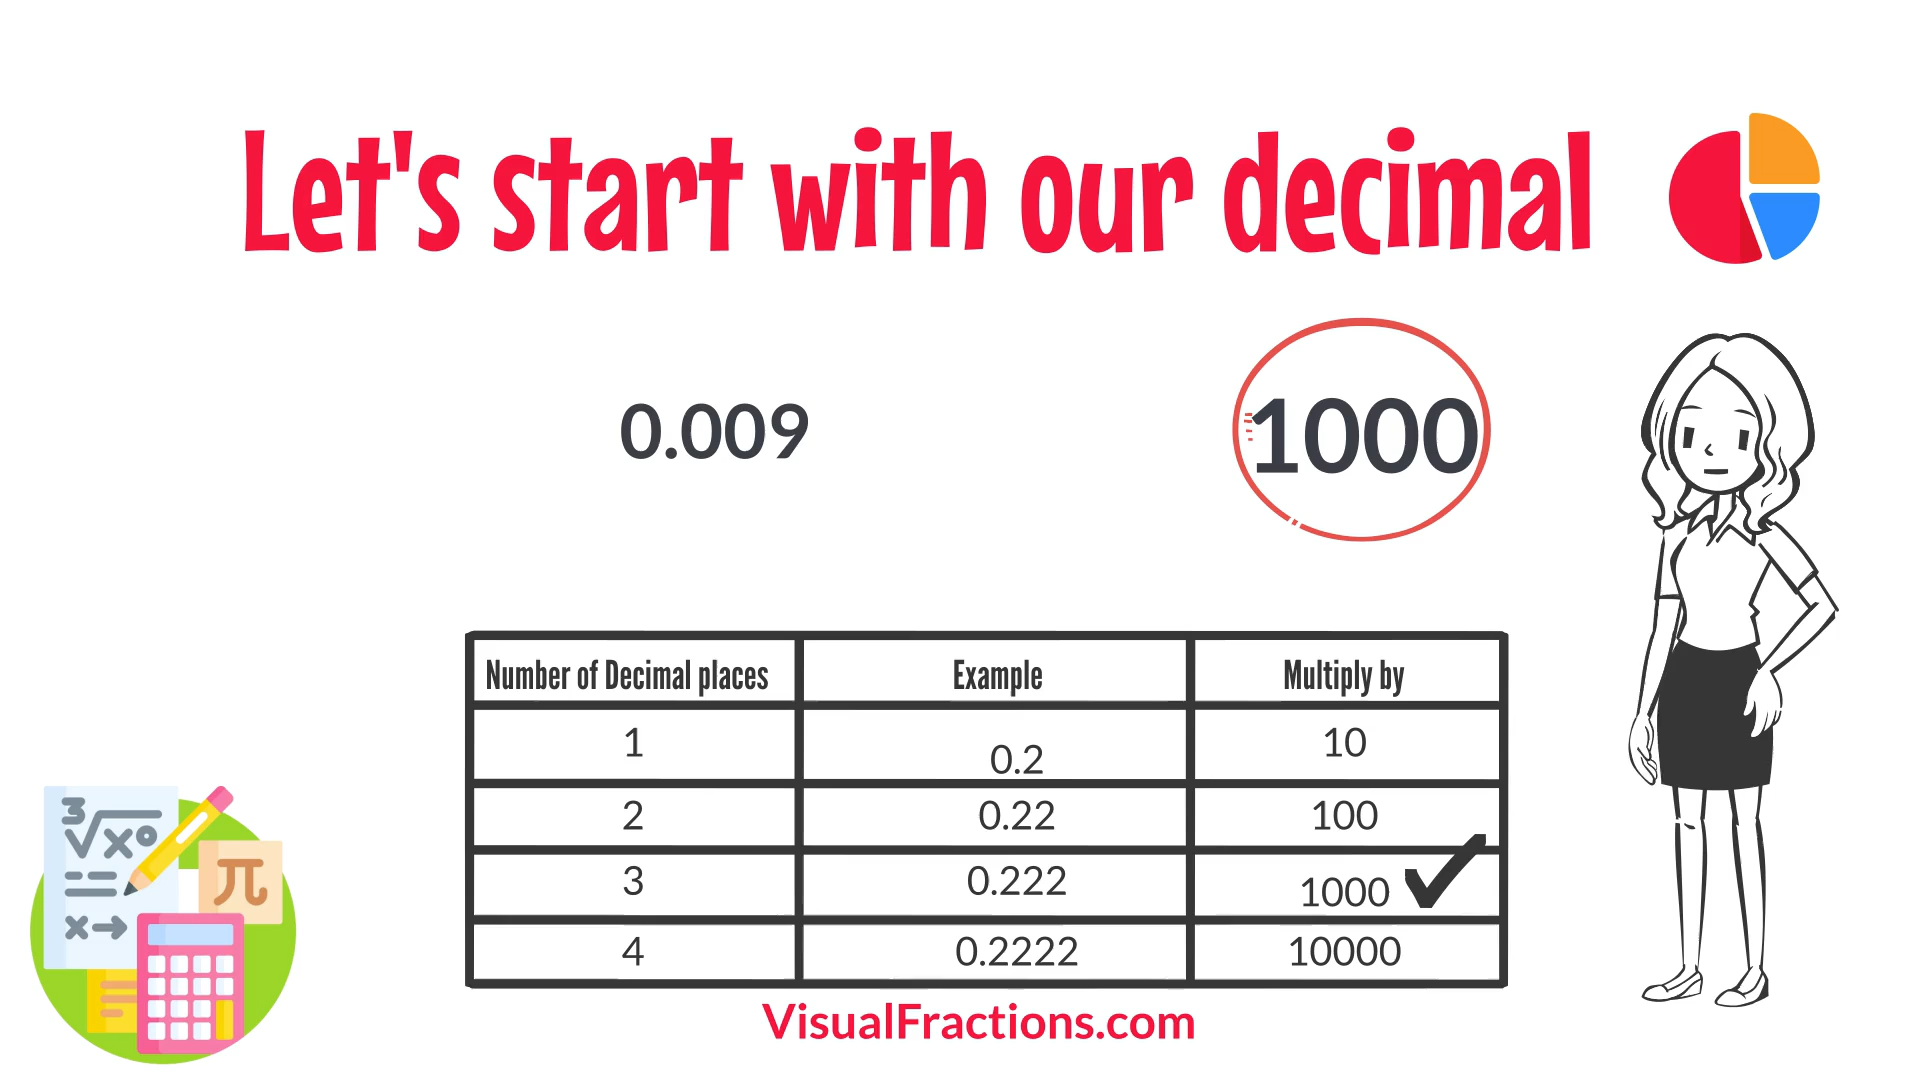 Let's start with our decimal
0.009 1000
Number of Decimal places Example Multiply by
1 0.2 10
2 0.22 100
3 0.222 1000
4 0.2222 10000
3
√x°
x→
π
VisualFractions.com